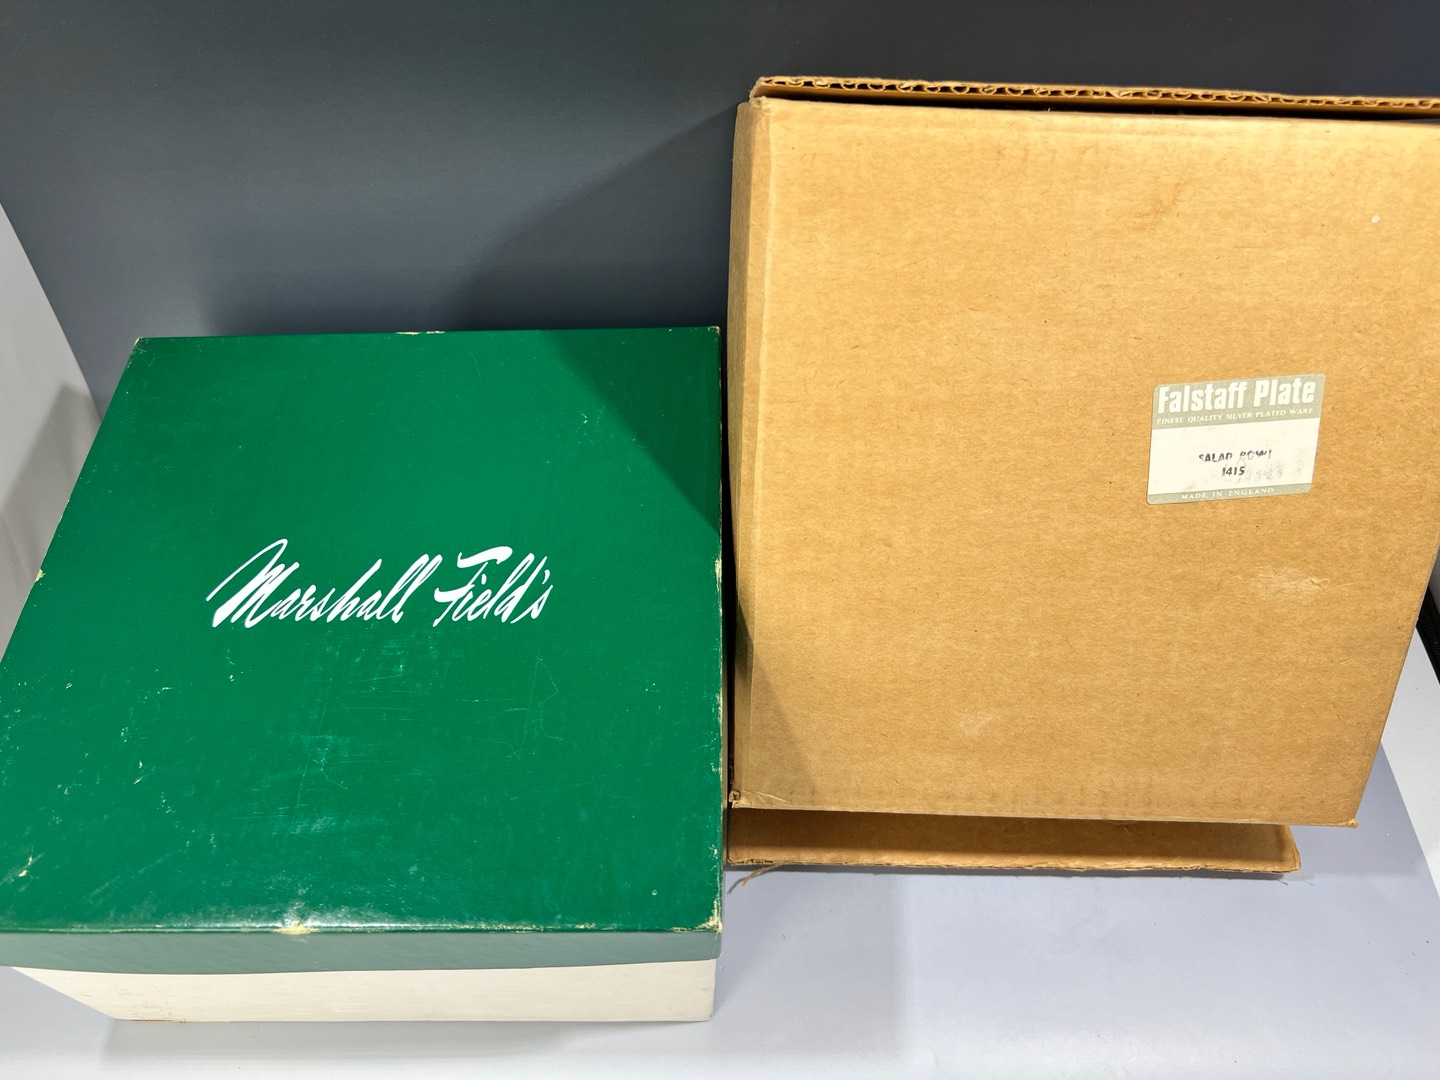 Marshall Field's
Falstaff Plate
FINEST QUALITY SILVER PLATED WARE
SALAD BOWL
1415
MADE IN ENGLAND